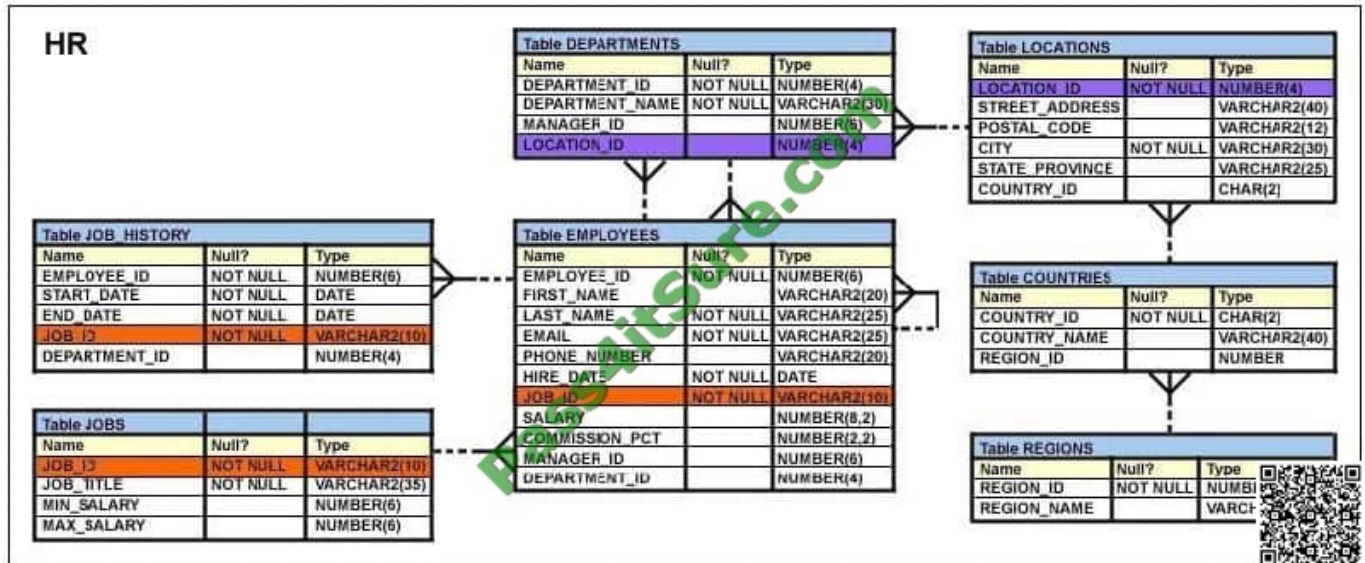 HR
Table DEPARTMENTS
Name Null? Type
DEPARTMENT_ID NOT NULL NUMBER(4)
DEPARTMENT_NAME NOT NULL VARCHAR2(30)
MANAGER_ID NUMBER(6)
LOCATION_ID NUMBER(4)
Table LOCATIONS
Name Null? Type
LOCATION_ID NOT NULL NUMBER(4)
STREET_ADDRESS VARCHAR2(40)
POSTAL_CODE VARCHAR2(12)
CITY NOT NULL VARCHAR2(30)
STATE_PROVINCE VARCHAR2(25)
COUNTRY_ID CHAR(2)
Table JOB_HISTORY
Name Null? Type
EMPLOYEE_ID NOT NULL NUMBER(6)
START_DATE NOT NULL DATE
END_DATE NOT NULL DATE
JOB_ID NOT NULL VARCHAR2(10)
DEPARTMENT_ID NUMBER(4)
Table EMPLOYEES
Name Null? Type
EMPLOYEE_ID NOT NULL NUMBER(6)
FIRST_NAME VARCHAR2(20)
LAST_NAME NOT NULL VARCHAR2(25)
EMAIL NOT NULL VARCHAR2(25)
PHONE_NUMBER VARCHAR2(20)
HIRE_DATE NOT NULL DATE
JOB_ID NOT NULL VARCHAR2(10)
SALARY NUMBER(8,2)
COMMISSION_PCT NUMBER(2,2)
MANAGER_ID NUMBER(6)
DEPARTMENT_ID NUMBER(4)
Table COUNTRIES
Name Null? Type
COUNTRY_ID NOT NULL CHAR(2)
COUNTRY_NAME VARCHAR2(40)
REGION_ID NUMBER
Table JOBS
Name Null? Type
JOB_ID NOT NULL VARCHAR2(10)
JOB_TITLE NOT NULL VARCHAR2(35)
MIN_SALARY NUMBER(6)
MAX_SALARY NUMBER(6)
Table REGIONS
Name Null? Type
REGION_ID NOT NULL
REGION_NAME
Pass4itSure.com